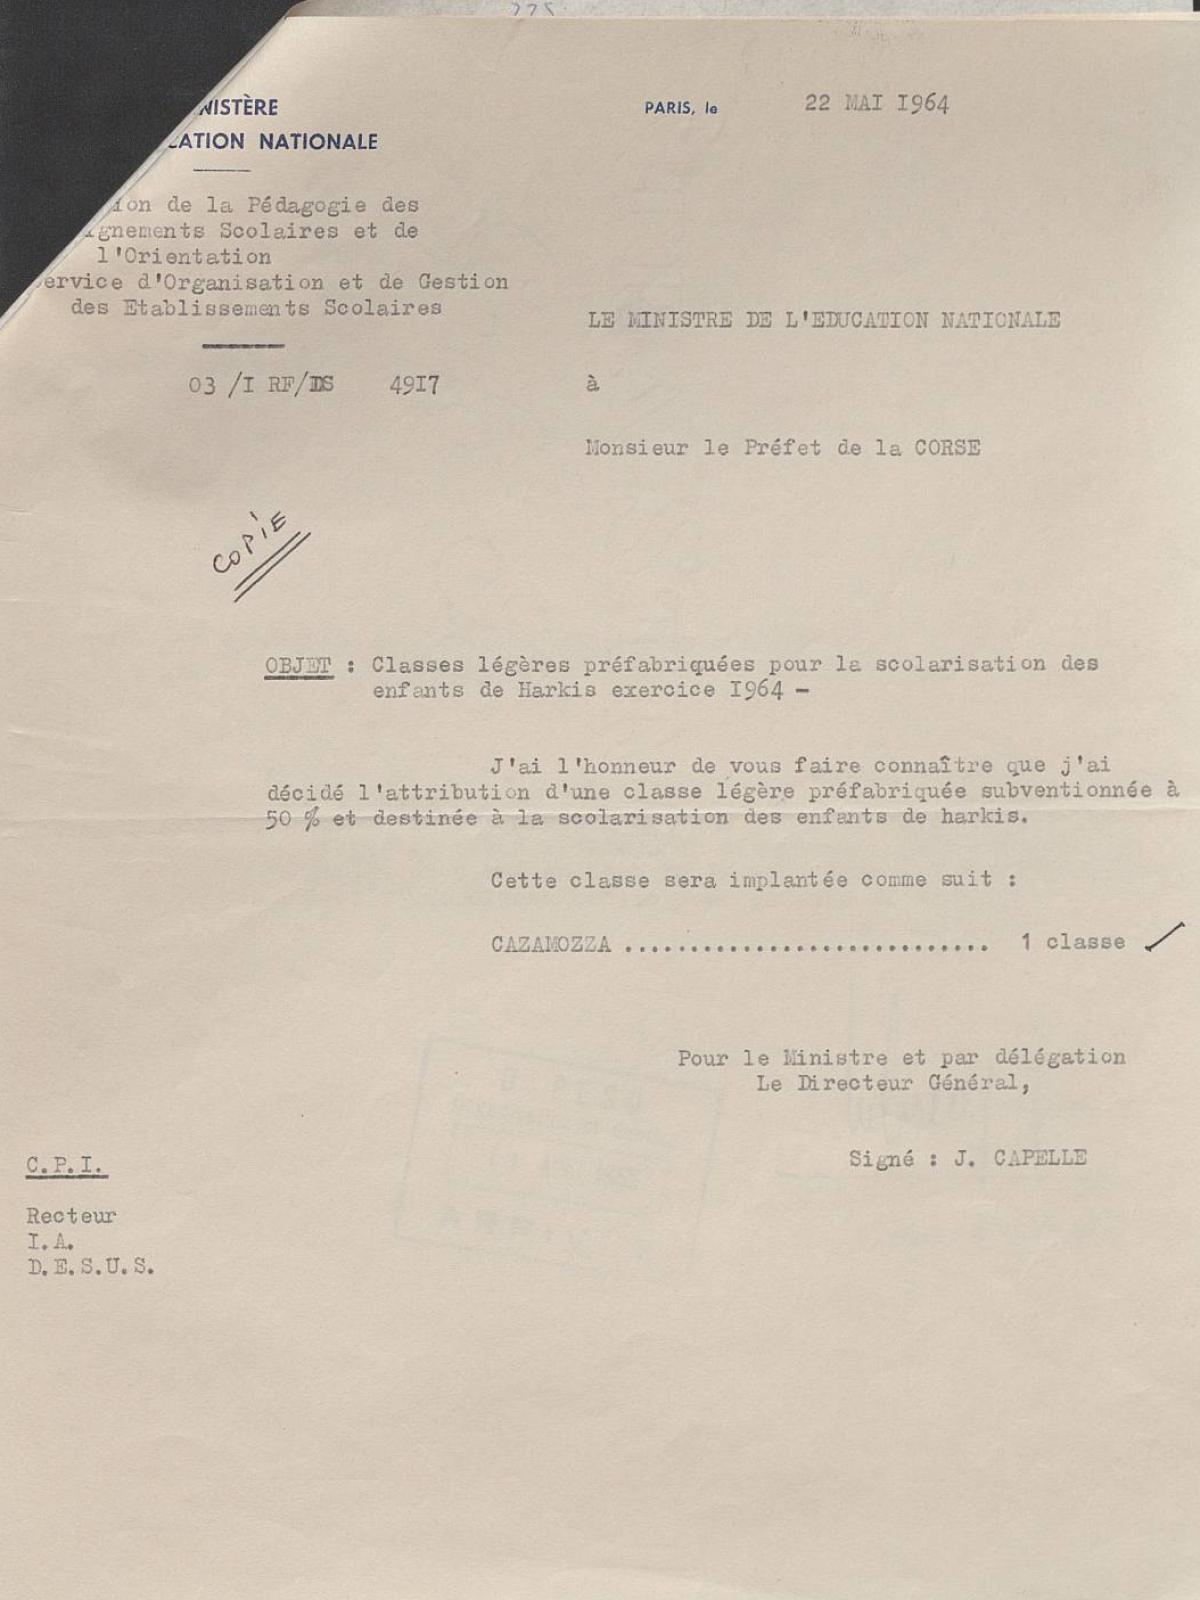 NISTÈRE
CATION NATIONALE
ion de la Pédagogie des
ignements Scolaires et de
l'Orientation
ervice d'Organisation et de Gestion
des Etablissements Scolaires
03 /I RF/DS 49I7
PARIS, le 22 MAI I964
LE MINISTRE DE L'EDUCATION NATIONALE
à
Monsieur le Préfet de la CORSE
COPIE
OBJET : Classes légères préfabriquées pour la scolarisation des
enfants de Harkis exercice I964 -
J'ai l'honneur de vous faire connaître que j'ai
décidé l'attribution d'une classe légère préfabriquée subventionnée à
50 % et destinée à la scolarisation des enfants de harkis.
Cette classe sera implantée comme suit :
CAZAMOZZA ............................ 1 classe
Pour le Ministre et par délégation
Le Directeur Général,
Signé : J. CAPELLE
C.P.I.
Recteur
I.A.
D.E.S.U.S.